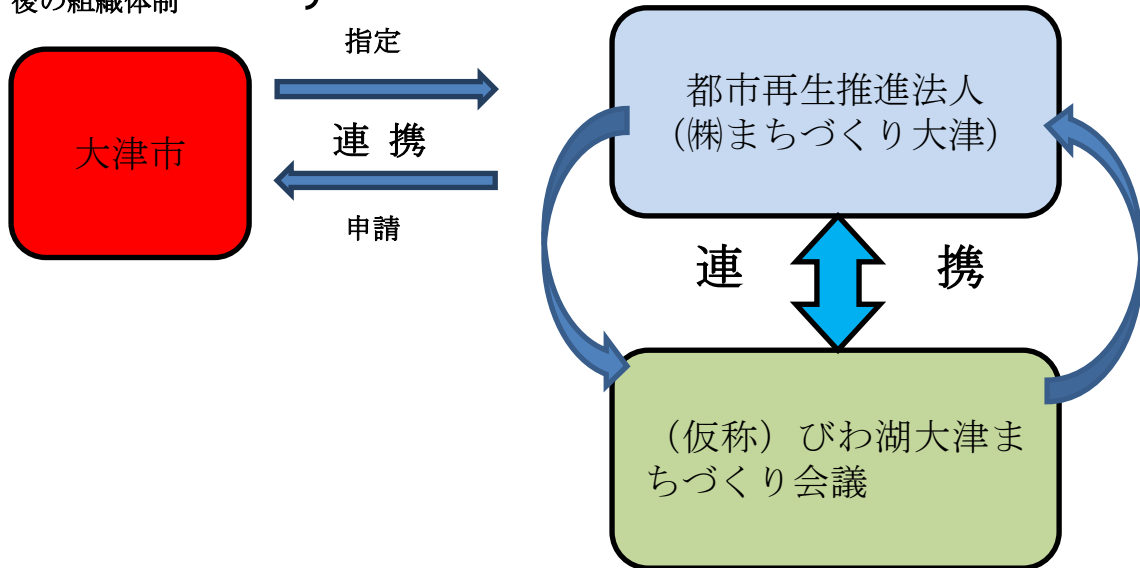 後の組織体制
指定
大津市
連 携
申請
都市再生推進法人
（㈱まちづくり大津）
連 携
（仮称）びわ湖大津ま
ちづくり会議